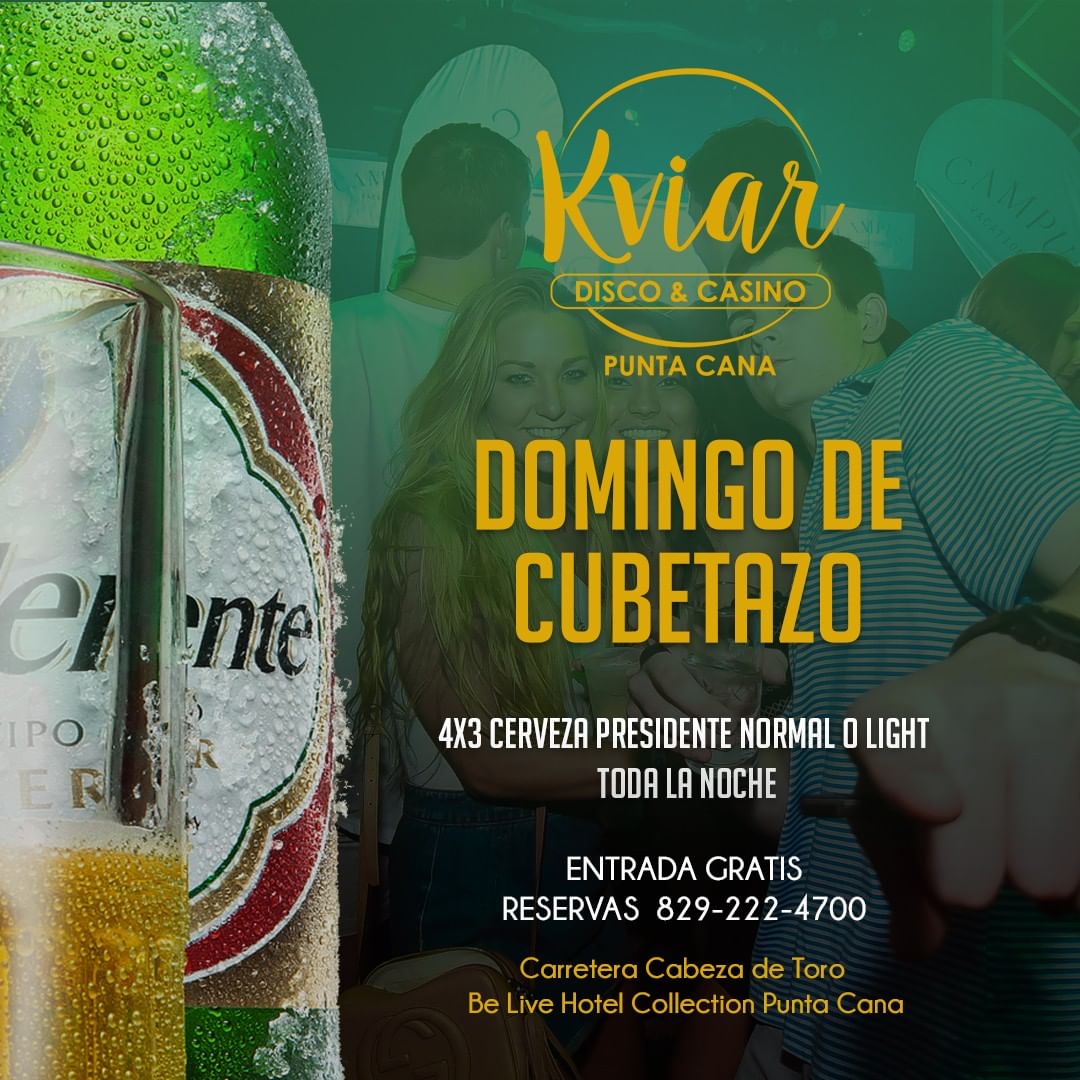 Kviar
DISCO & CASINO
PUNTA CANA
DOMINGO DE
CUBETAZO
4X3 CERVEZA PRESIDENTE NORMAL O LIGHT
TODA LA NOCHE
ENTRADA GRATIS
RESERVAS 829-222-4700
Carretera Cabeza de Toro
Be Live Hotel Collection Punta Cana